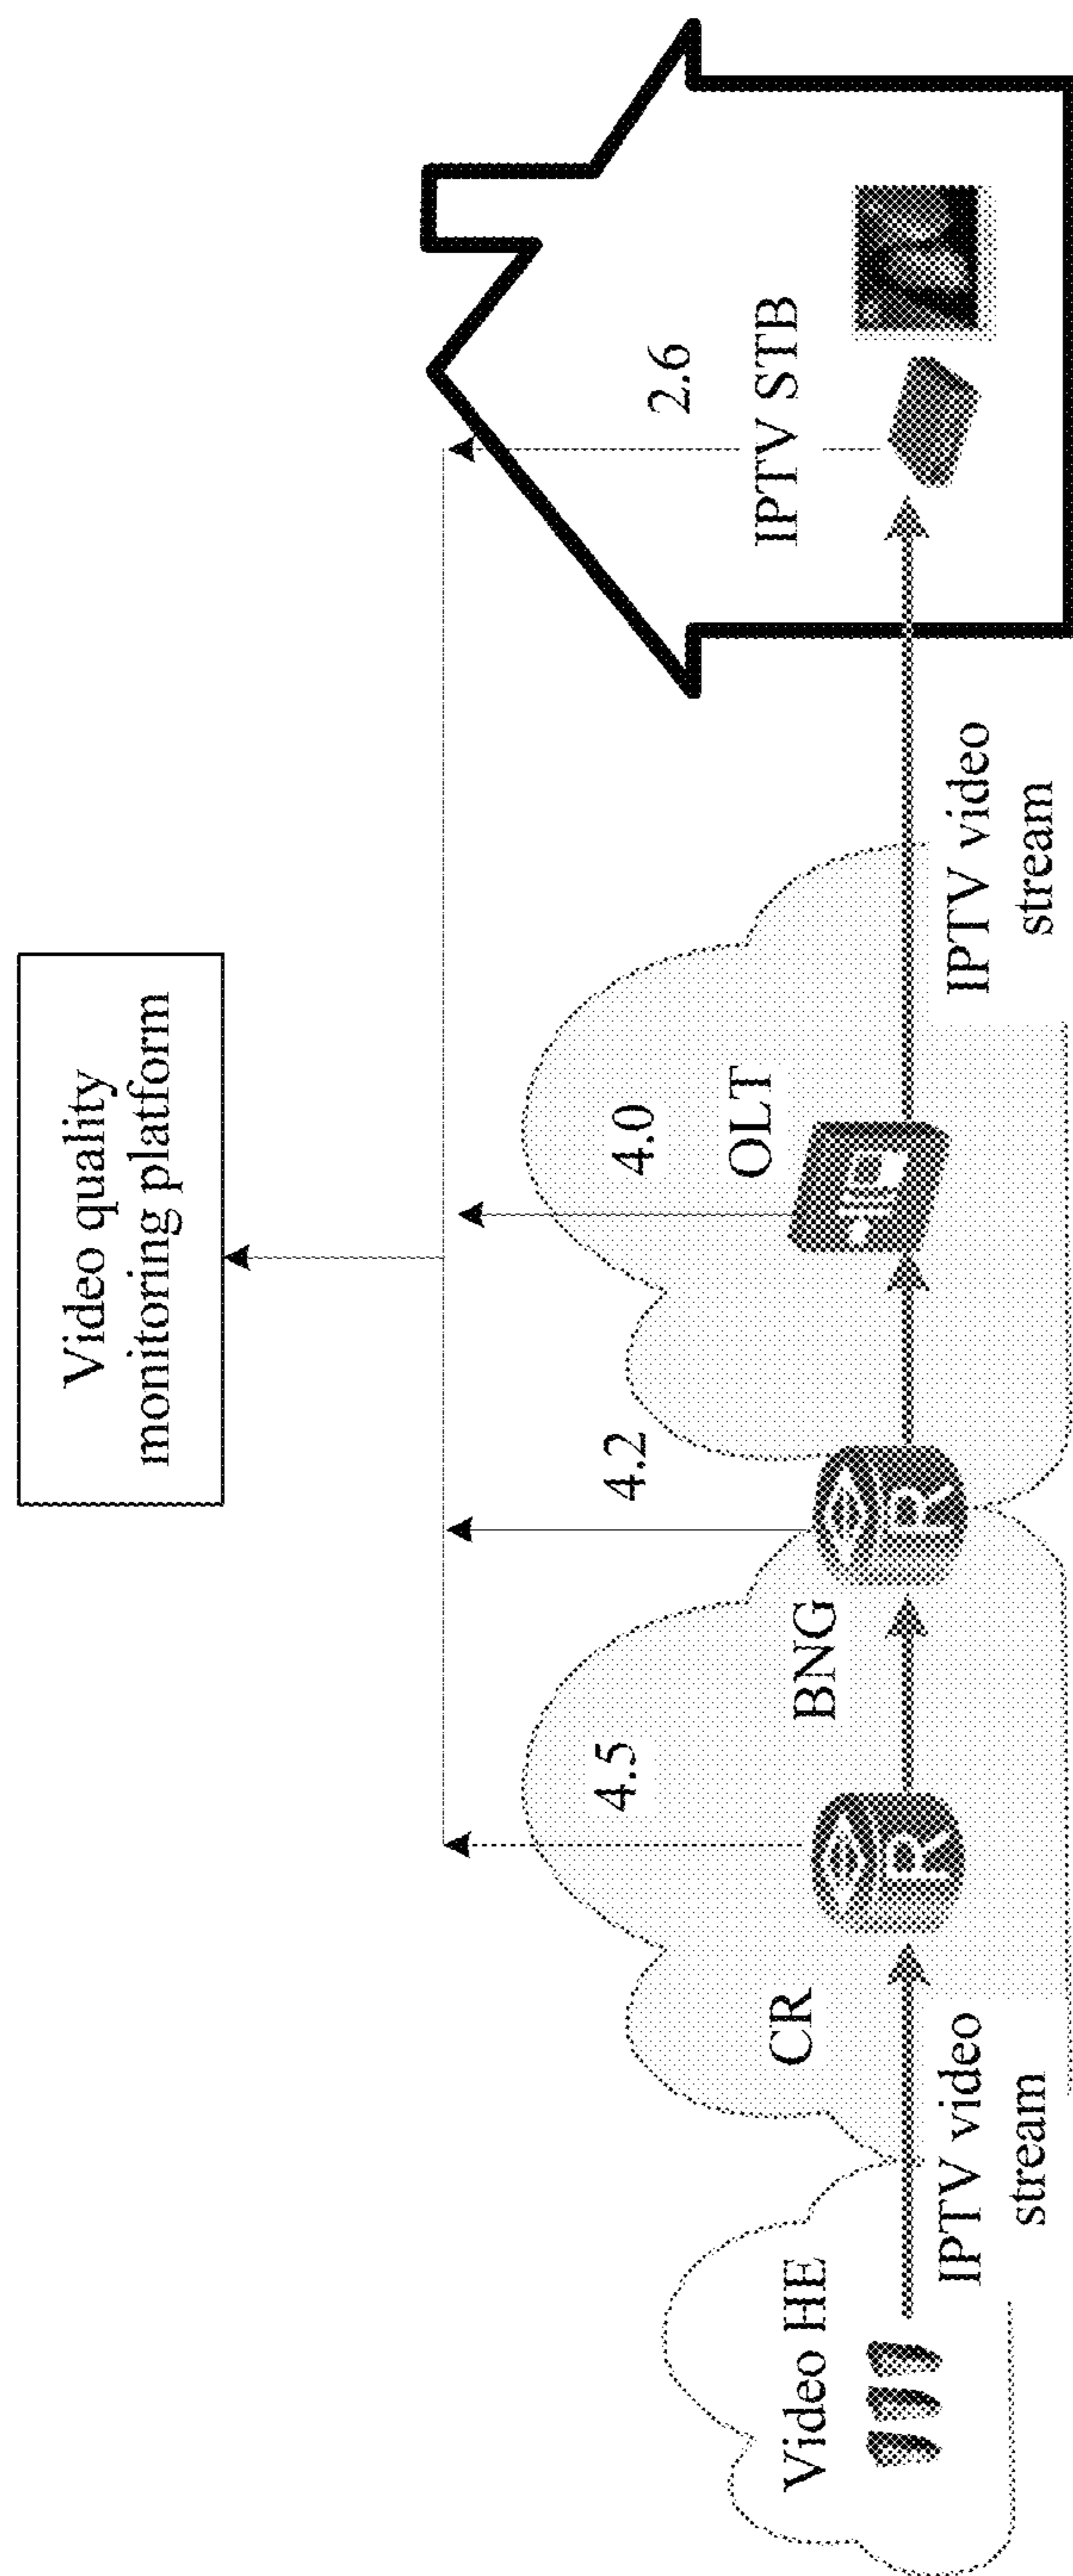 Video quality
monitoring platform
4.5
4.2
4.0
2.6
Video HE
CR
BNG
OLT
IPTV STB
R
R
IPTV video
stream
IPTV video
stream